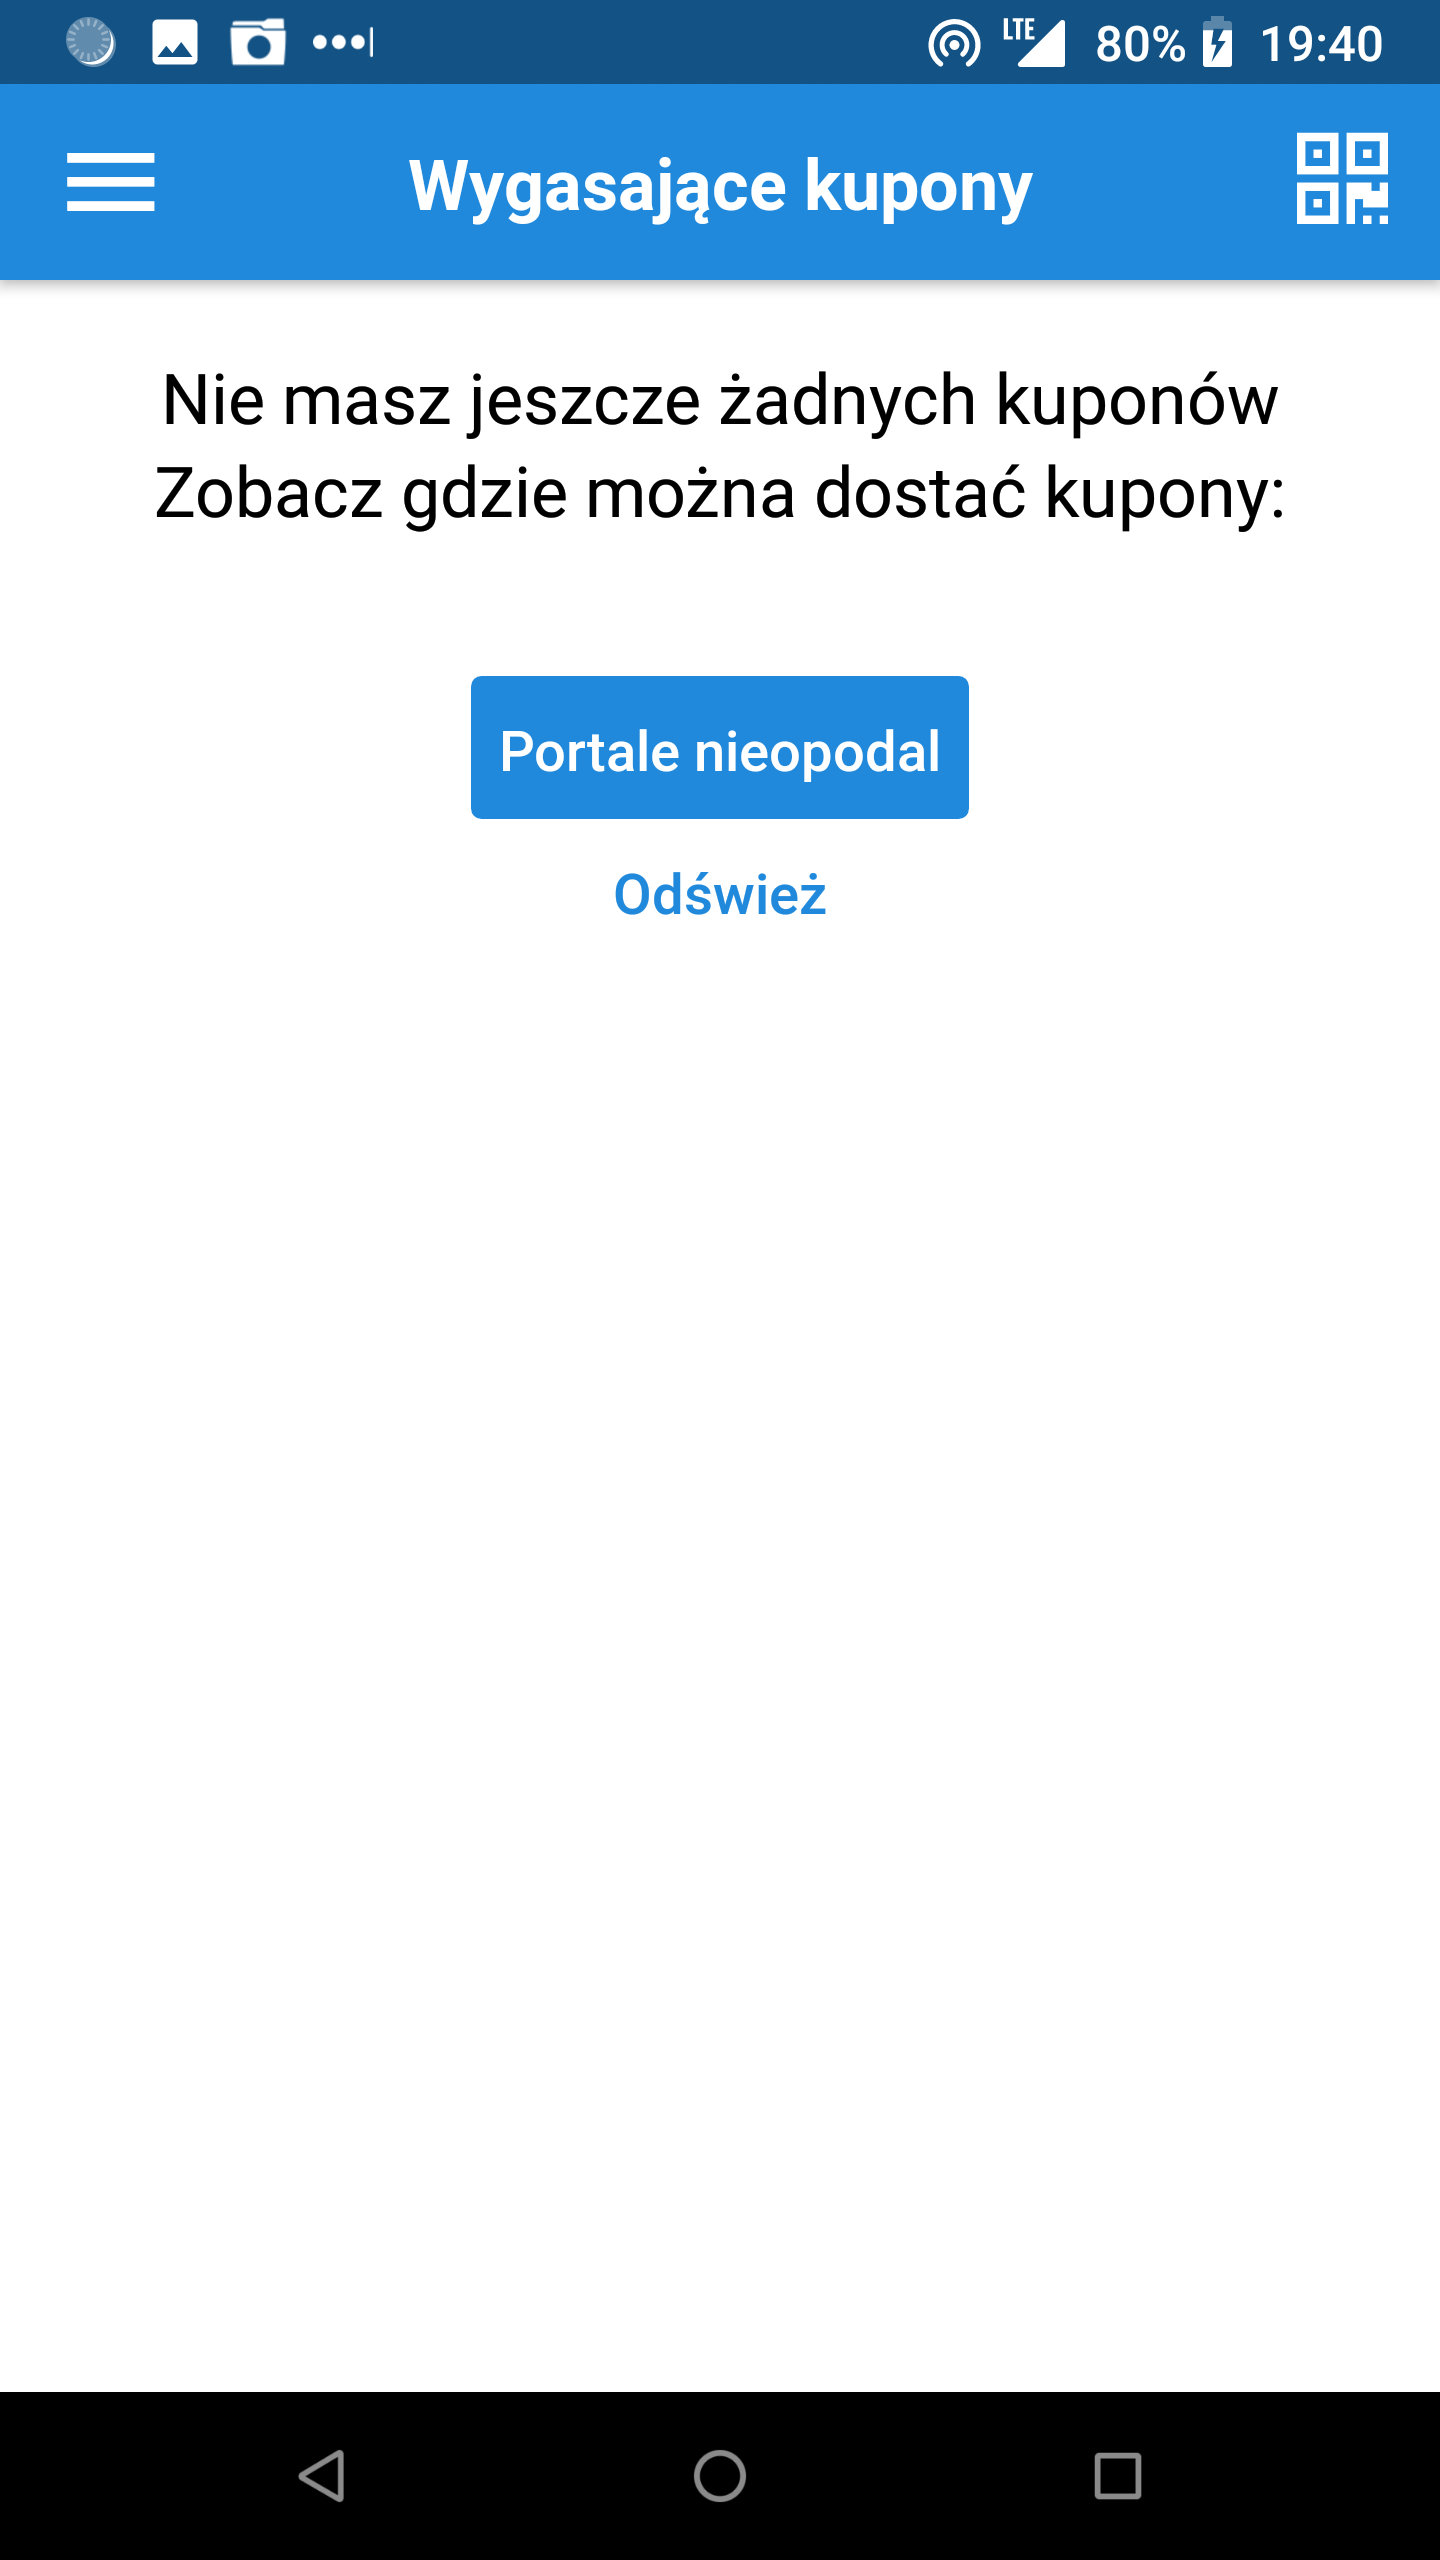 LTE 80% 19:40
Wygasające kupony
Nie masz jeszcze żadnych kuponów
Zobacz gdzie można dostać kupony:
Portale nieopodal
Odśwież